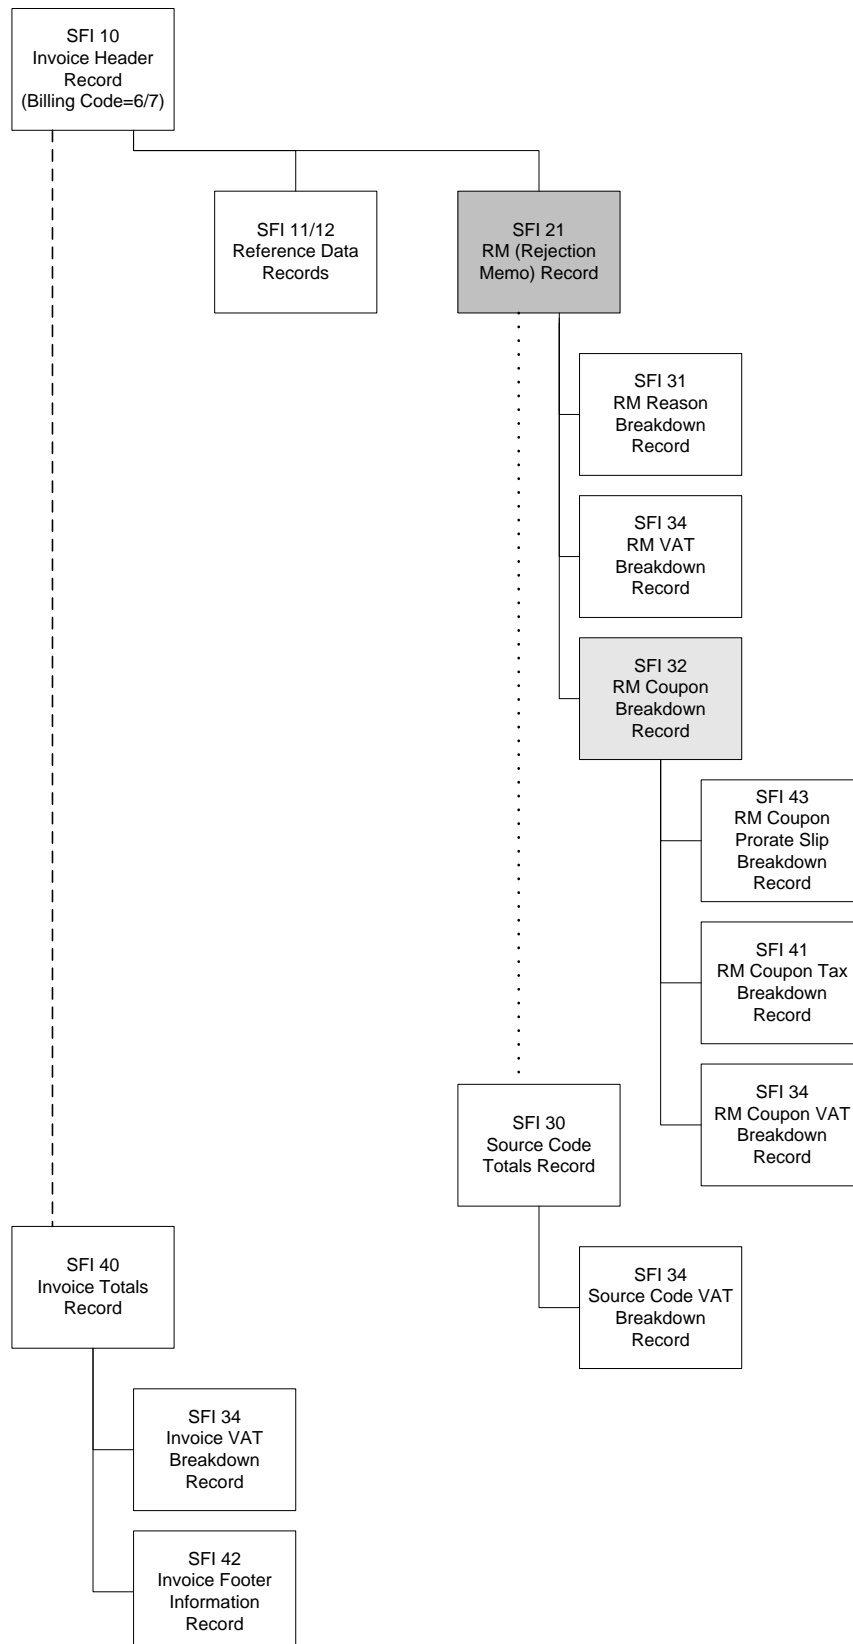 SFI 10
Invoice Header
Record
(Billing Code=6/7)
SFI 11/12
Reference Data
Records
SFI 21
RM (Rejection
Memo) Record
SFI 31
RM Reason
Breakdown
Record
SFI 34
RM VAT
Breakdown
Record
SFI 32
RM Coupon
Breakdown
Record
SFI 43
RM Coupon
Prorate Slip
Breakdown
Record
SFI 41
RM Coupon Tax
Breakdown
Record
SFI 34
RM Coupon VAT
Breakdown
Record
SFI 30
Source Code
Totals Record
SFI 34
Source Code VAT
Breakdown
Record
SFI 40
Invoice Totals
Record
SFI 34
Invoice VAT
Breakdown
Record
SFI 42
Invoice Footer
Information
Record